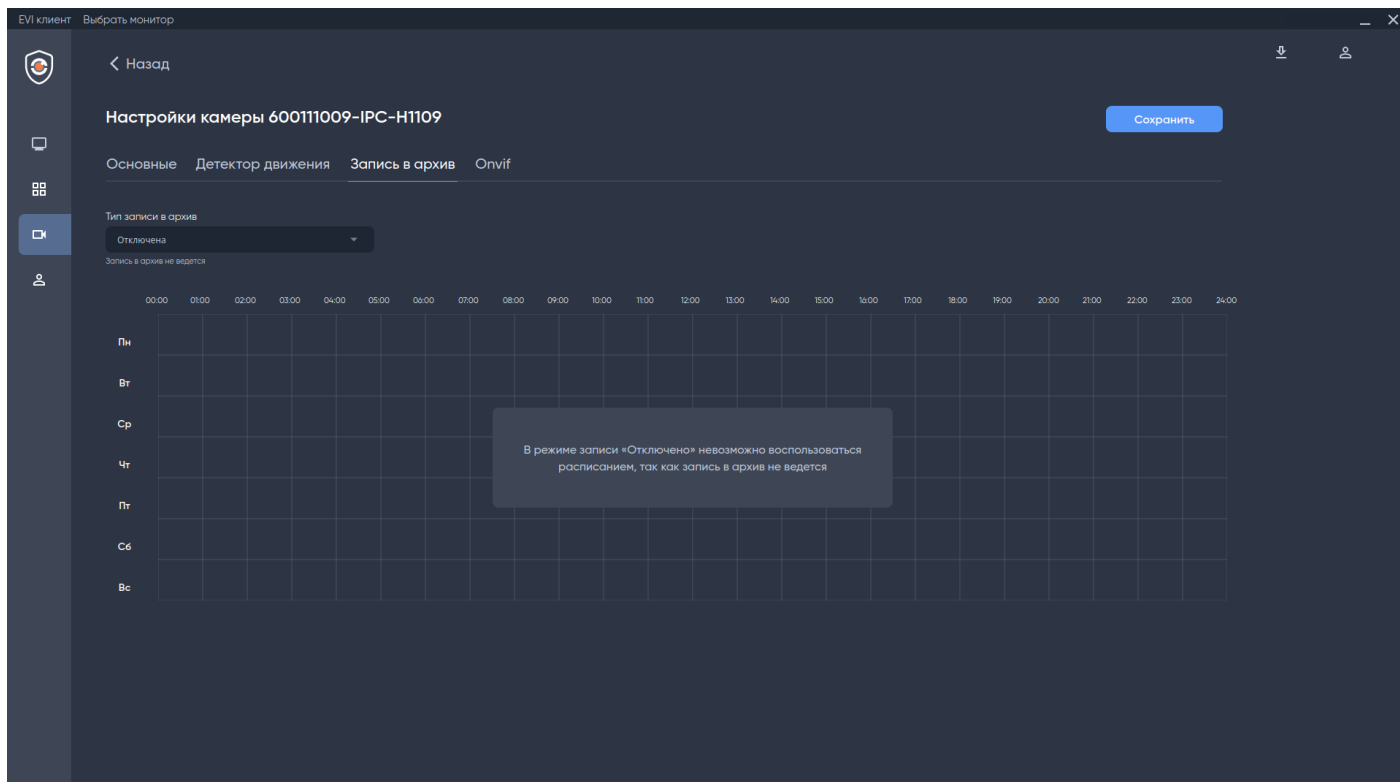 EVI клиент Выбрать монитор
Назад
Настройки камеры 600111009-IPC-H1109
Сохранить
Основные Детектор движения Запись в архив Onvif
Тип записи в архив
Отключена
Запись в архив не ведется
00:00 01:00 02:00 03:00 04:00 05:00 06:00 07:00 08:00 09:00 10:00 11:00 12:00 13:00 14:00 15:00 16:00 17:00 18:00 19:00 20:00 21:00 22:00 23:00 24:00
Пн
Вт
Ср
Чт
Пт
Сб
Вс
В режиме записи «Отключено» невозможно воспользоваться
расписанием, так как запись в архив не ведется